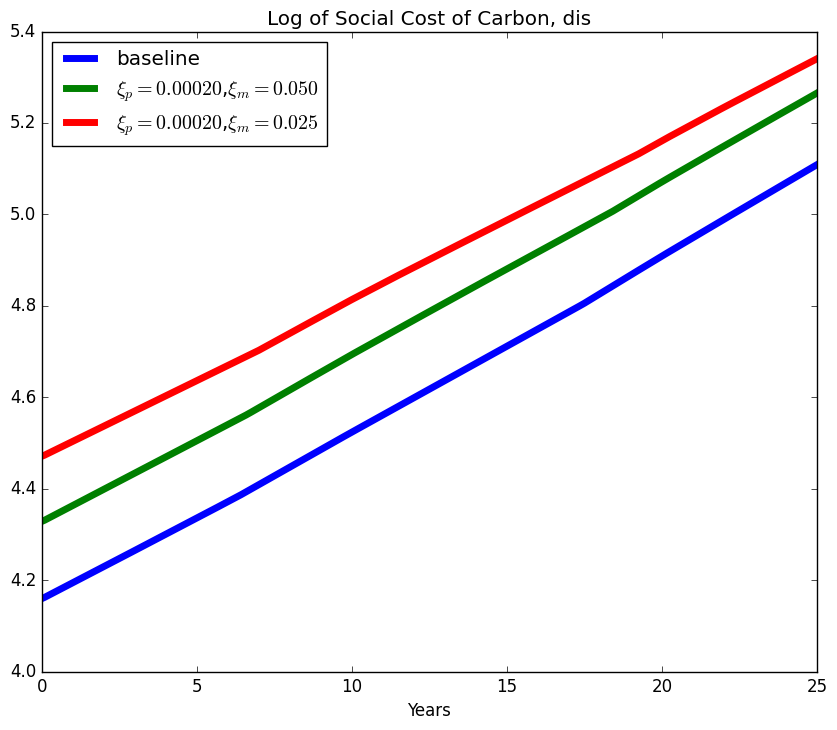 Log of Social Cost of Carbon, dis
5.4
5.2
5.0
4.8
4.6
4.4
4.2
4.0
baseline
ξp = 0.00020,ξm = 0.050
ξp = 0.00020,ξm = 0.025
0 5 10 15 20 25
Years